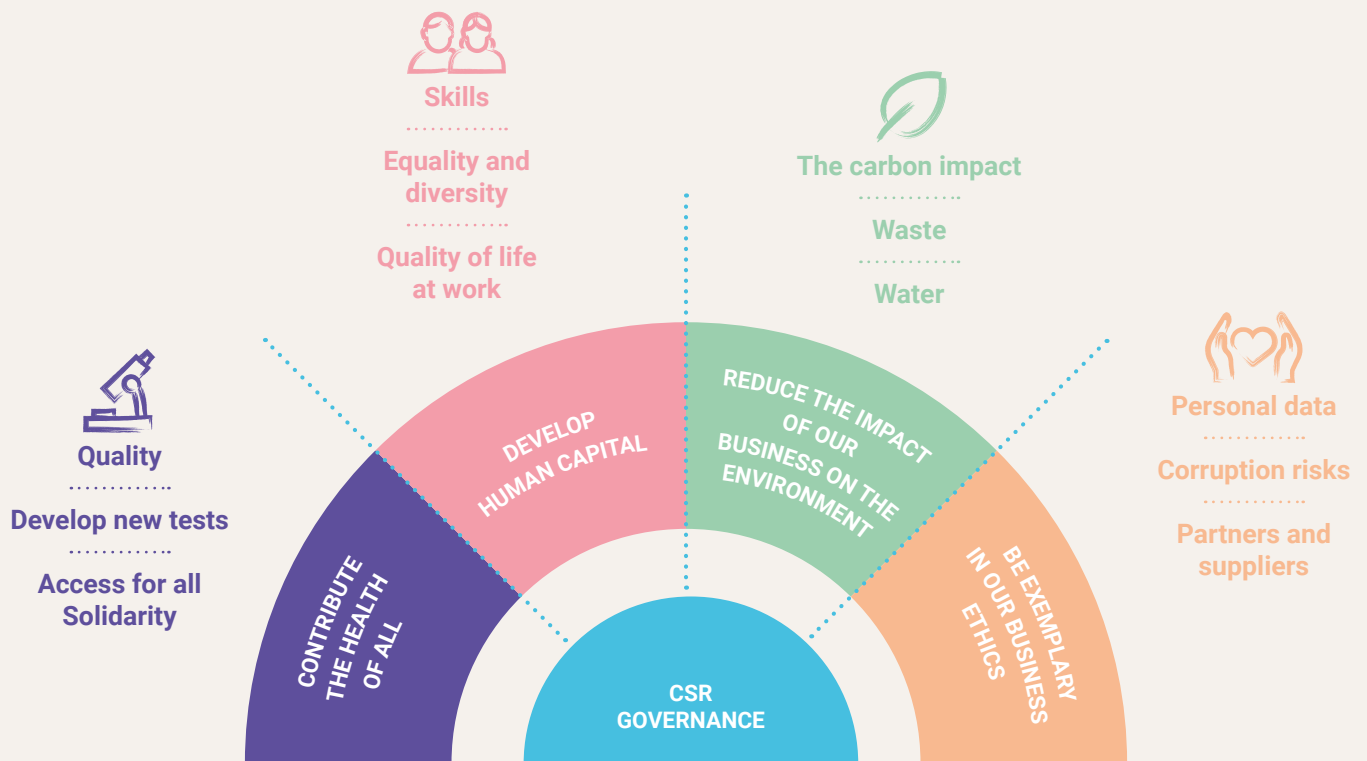 Skills
Equality and
diversity
Quality of life
at work
The carbon impact
Waste
Water
Quality
Develop new tests
Access for all
Solidarity
Personal data
Corruption risks
Partners and
suppliers
CONTRIBUTE
THE HEALTH
OF ALL
DEVELOP
HUMAN CAPITAL
REDUCE THE IMPACT
OF OUR
BUSINESS ON THE
ENVIRONMENT
BE EXEMPLARY
IN OUR BUSINESS
ETHICS
CSR
GOVERNANCE